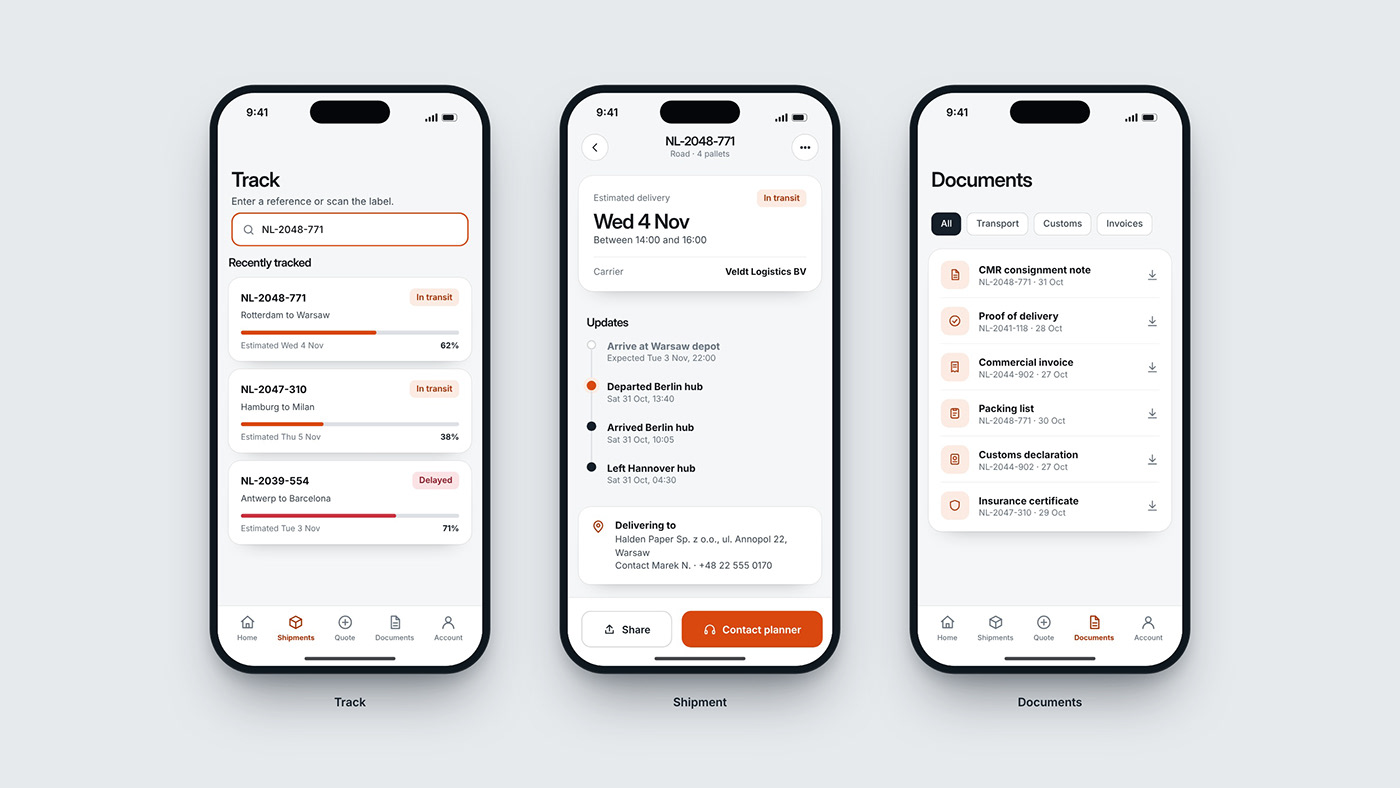 9:41
Track
Enter a reference or scan the label.
NL-2048-771
Recently tracked
NL-2048-771
In transit
Rotterdam to Warsaw
Estimated Wed 4 Nov
62%
NL-2047-310
In transit
Hamburg to Milan
Estimated Thu 5 Nov
38%
NL-2039-554
Delayed
Antwerp to Barcelona
Estimated Tue 3 Nov
71%
Home
Shipments
Quote
Documents
Account
Track
9:41
NL-2048-771
Road · 4 pallets
Estimated delivery
In transit
Wed 4 Nov
Between 14:00 and 16:00
Carrier
Veldt Logistics BV
Updates
Arrive at Warsaw depot
Expected Tue 3 Nov, 22:00
Departed Berlin hub
Sat 31 Oct, 13:40
Arrived Berlin hub
Sat 31 Oct, 10:05
Left Hannover hub
Sat 31 Oct, 04:30
Delivering to
Halden Paper Sp. z o.o., ul. Annopol 22,
Warsaw
Contact Marek N. · +48 22 555 0170
Share
Contact planner
Shipment
9:41
Documents
All
Transport
Customs
Invoices
CMR consignment note
NL-2048-771 · 31 Oct
Proof of delivery
NL-2041-118 · 28 Oct
Commercial invoice
NL-2044-902 · 27 Oct
Packing list
NL-2048-771 · 30 Oct
Customs declaration
NL-2044-902 · 27 Oct
Insurance certificate
NL-2047-310 · 29 Oct
Home
Shipments
Quote
Documents
Account
Documents